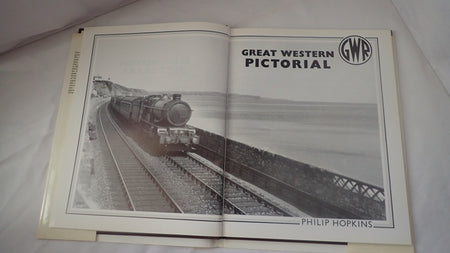 GREAT WESTERN
PICTORIAL
GWR
PHILIP HOPKINS